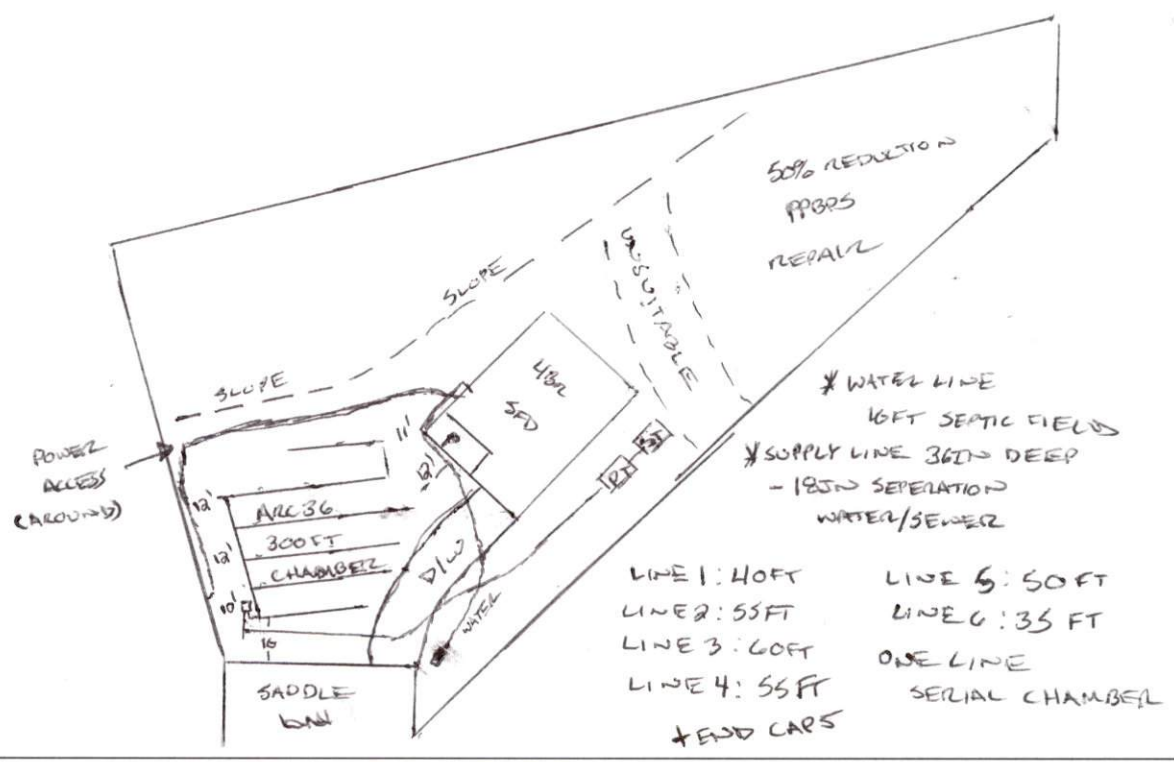 50% REDUCTION
PPBPS
REPAIR
UNSUITABLE
SLOPE
SLOPE
4BR
SFD
POWER
ACCESS
(AROUND)
11'
12'
12'
12'
10'
16
ARC36
300FT
CHAMBER
D/W
WATER
PT
ST
SADDLE
* WATER LINE
10FT SEPTIC FIELD
* SUPPLY LINE 36IN DEEP
- 18IN SEPERATION
WATER/SEWER
LINE 1: 40FT
LINE 2: 55FT
LINE 3: 60FT
LINE 4: 55FT
+ END CAPS
LINE 5: 50FT
LINE 6: 35 FT
ONE LINE
SERIAL CHAMBER